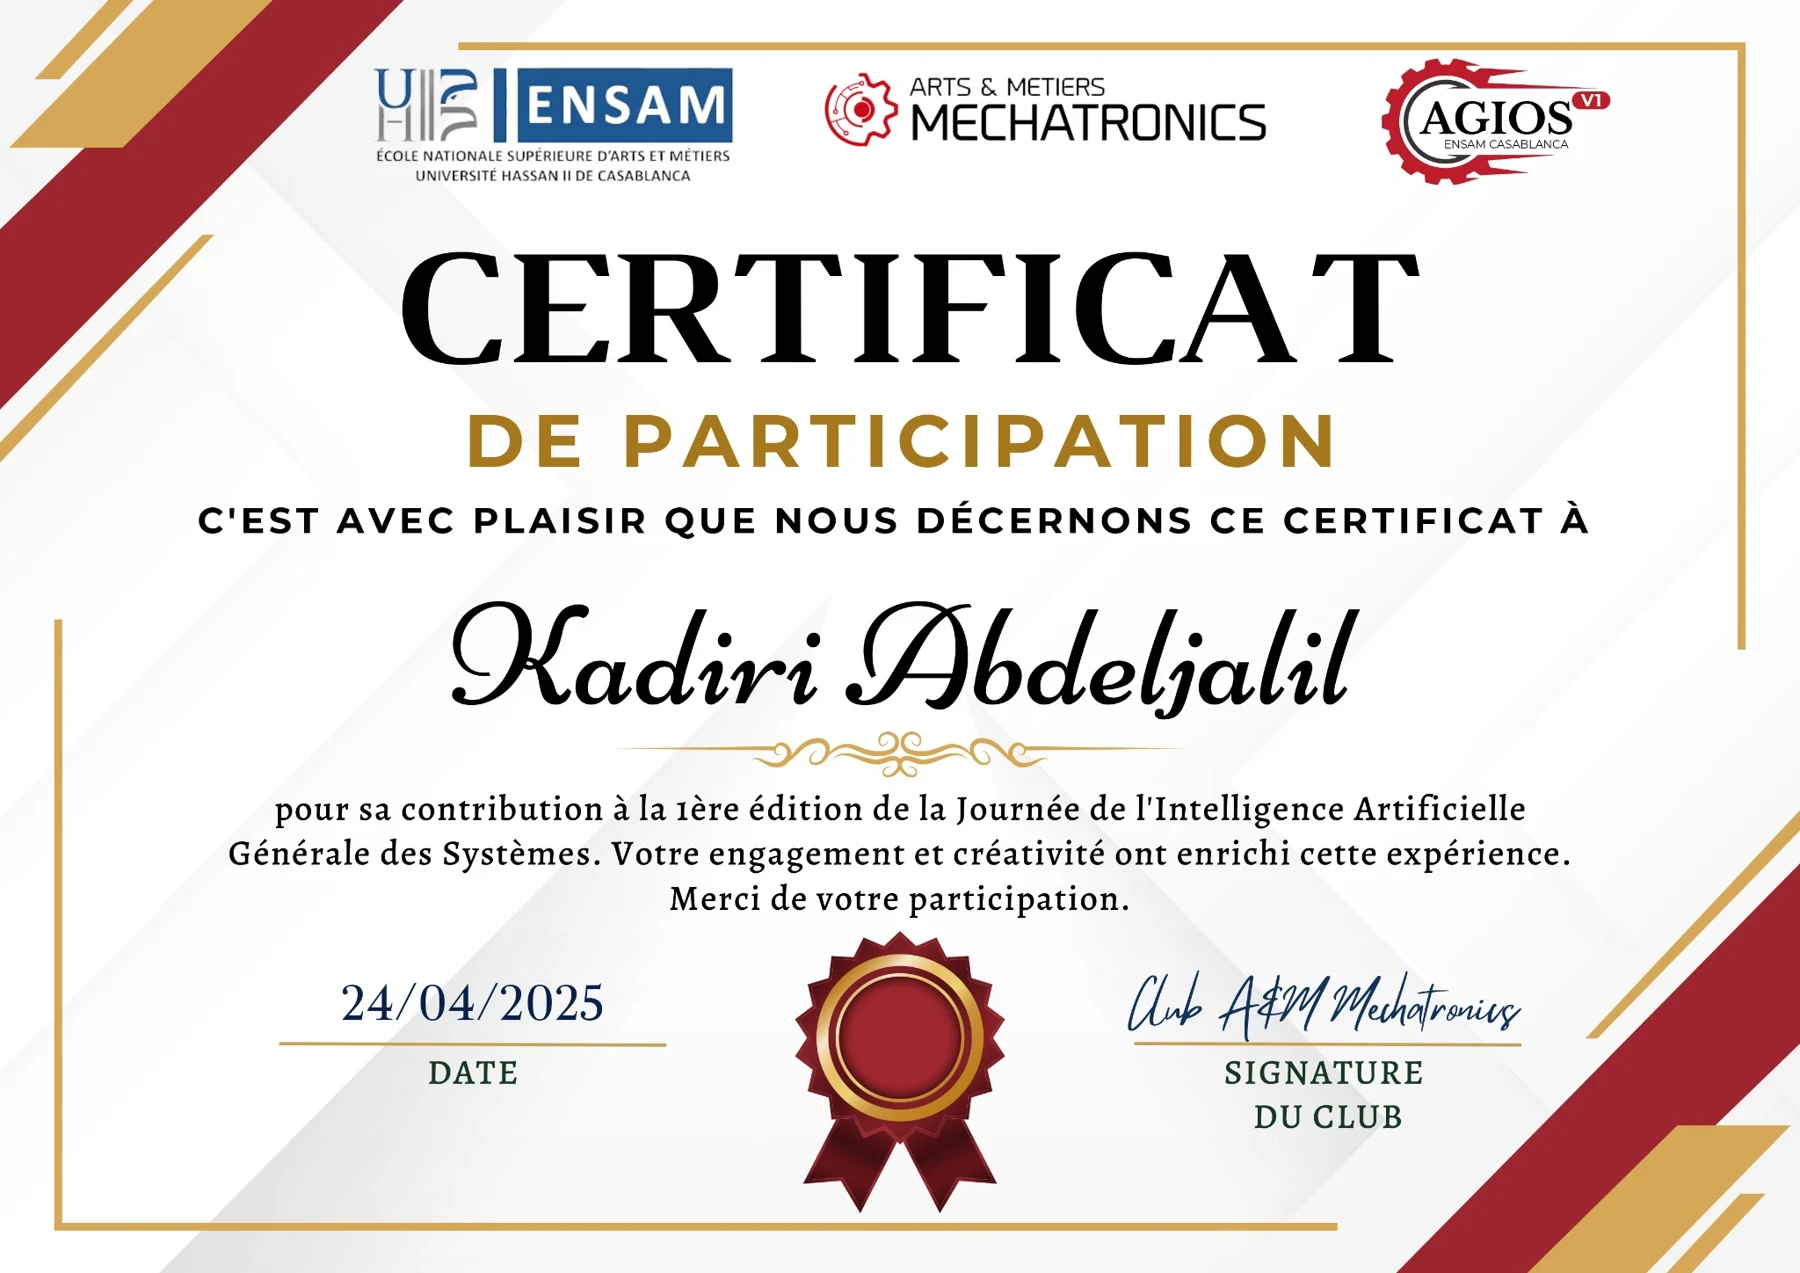 ENSAM
ÉCOLE NATIONALE SUPÉRIEURE D'ARTS ET MÉTIERS
UNIVERSITÉ HASSAN II DE CASABLANCA
ARTS & METIERS
MECHATRONICS
AGIOS V1
ENSAM CASABLANCA
CERTIFICAT
DE PARTICIPATION
C'EST AVEC PLAISIR QUE NOUS DÉCERNONS CE CERTIFICAT À
Kadiri Abdeljalil
pour sa contribution à la 1ère édition de la Journée de l'Intelligence Artificielle
Générale des Systèmes. Votre engagement et créativité ont enrichi cette expérience.
Merci de votre participation.
24/04/2025
DATE
Club A&M Mechatronics
SIGNATURE
DU CLUB